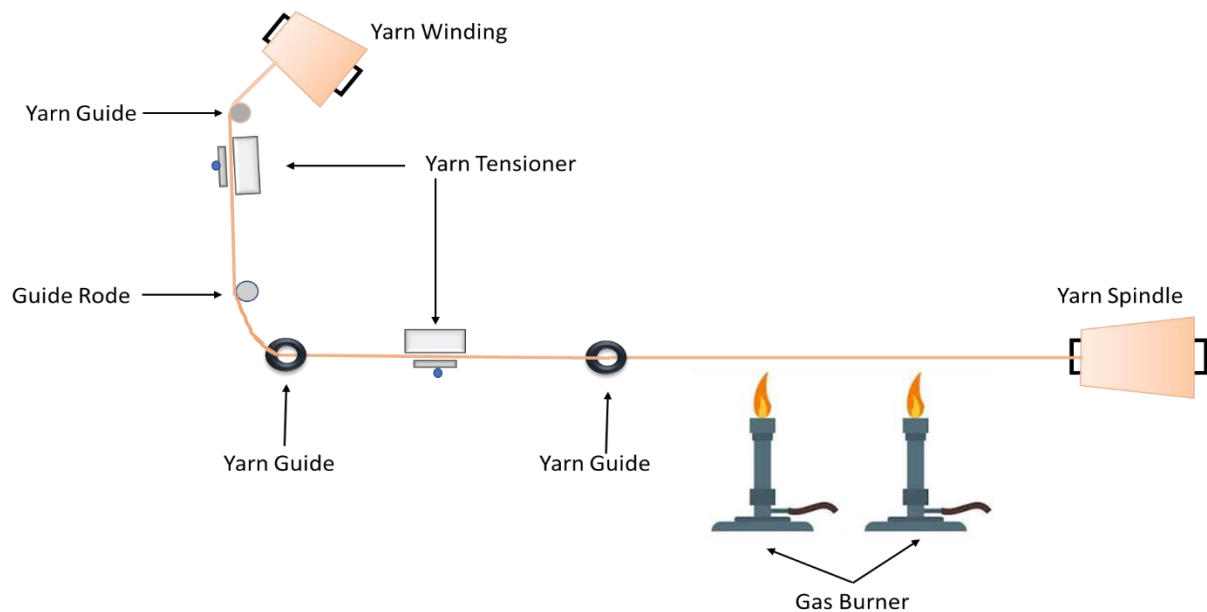 Yarn Winding
Yarn Guide
Yarn Tensioner
Guide Rode
Yarn Spindle
Yarn Guide
Yarn Guide
Gas Burner